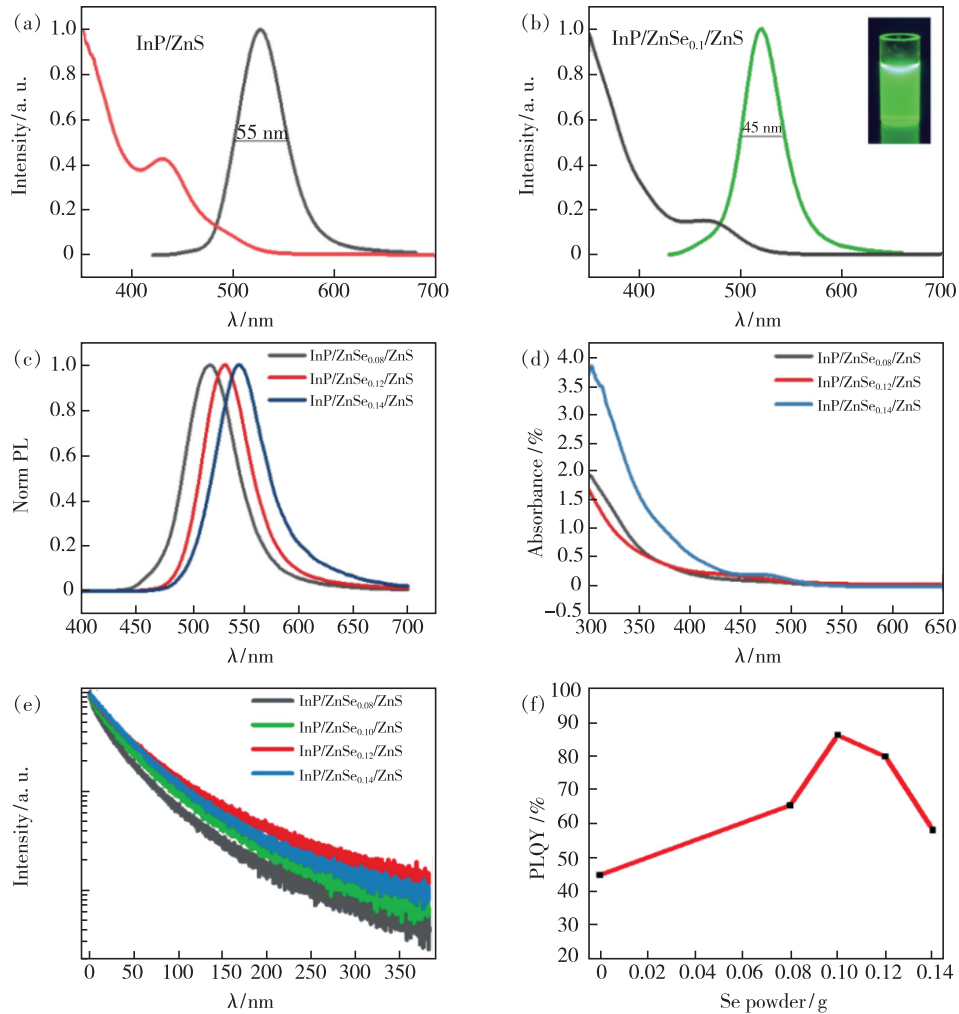 (a)
InP/ZnS
55 nm
1.0
0.8
0.6
0.4
0.2
0
Intensity/a. u.
400
500
600
700
λ/nm
(b)
InP/ZnSe0.1/ZnS
45 nm
1.0
0.8
0.6
0.4
0.2
0
Intensity/a. u.
400
500
600
700
λ/nm
(c)
InP/ZnSe0.08/ZnS
InP/ZnSe0.12/ZnS
InP/ZnSe0.14/ZnS
1.0
0.8
0.6
0.4
0.2
0
Norm PL
400
450
500
550
600
650
700
λ/nm
(d)
InP/ZnSe0.08/ZnS
InP/ZnSe0.12/ZnS
InP/ZnSe0.14/ZnS
4.0
3.5
3.0
2.5
2.0
1.5
1.0
0.5
0
−0.5
Absorbance/%
300
350
400
450
500
550
600
650
λ/nm
(e)
InP/ZnSe0.08/ZnS
InP/ZnSe0.10/ZnS
InP/ZnSe0.12/ZnS
InP/ZnSe0.14/ZnS
Intensity/a. u.
0
50
100
150
200
250
300
350
λ/nm
(f)
100
90
80
70
60
50
40
30
20
PLQY/%
0
0.02
0.04
0.06
0.08
0.10
0.12
0.14
Se powder/g